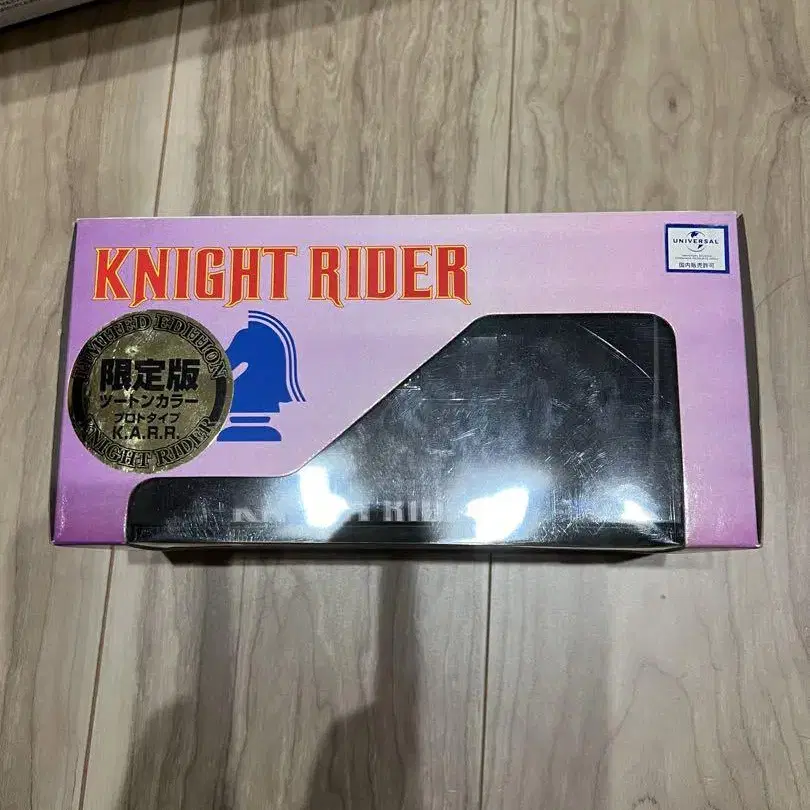 KNIGHT RIDER
UNIVERSAL
国内販売許可
LIMITED EDITION
限定版
ツートンカラー
プロトタイプ
K.A.R.R.
KNIGHT RIDER